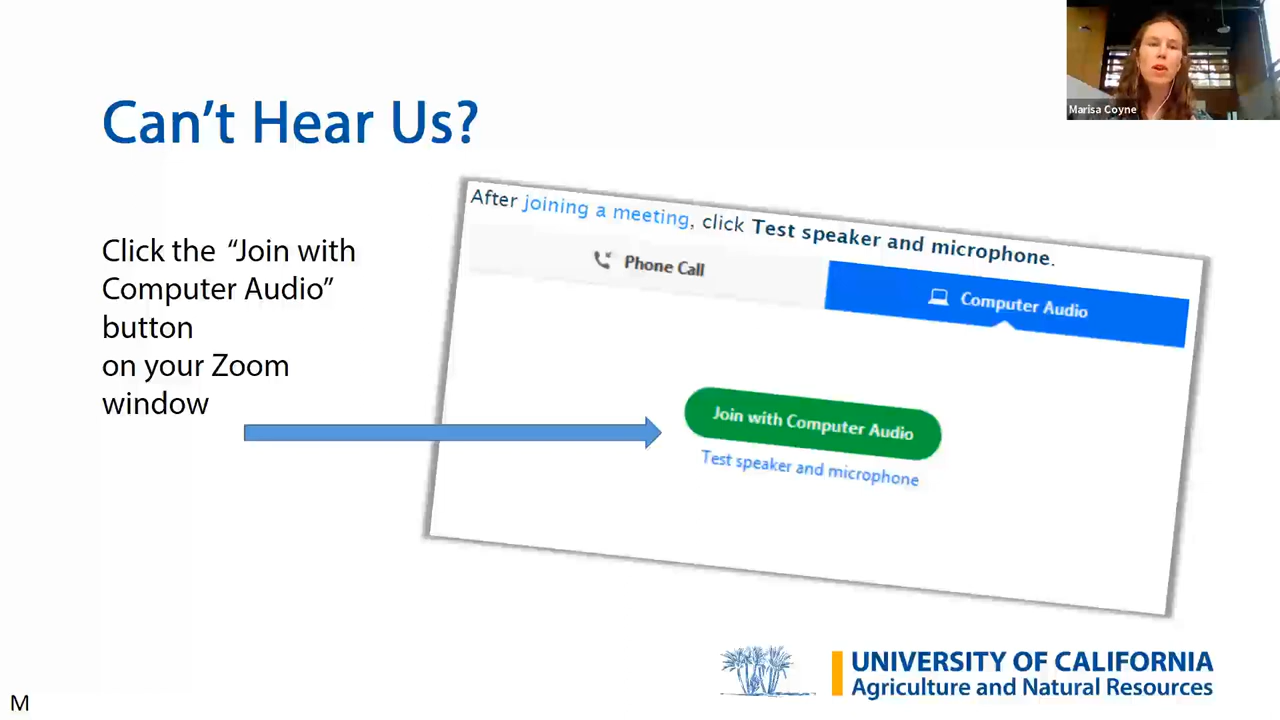 Marisa Coyne
Can't Hear Us?
Click the “Join with
Computer Audio”
button
on your Zoom
window
After joining a meeting, click Test speaker and microphone.
Phone Call
Computer Audio
Join with Computer Audio
Test speaker and microphone
UNIVERSITY OF CALIFORNIA
Agriculture and Natural Resources
M